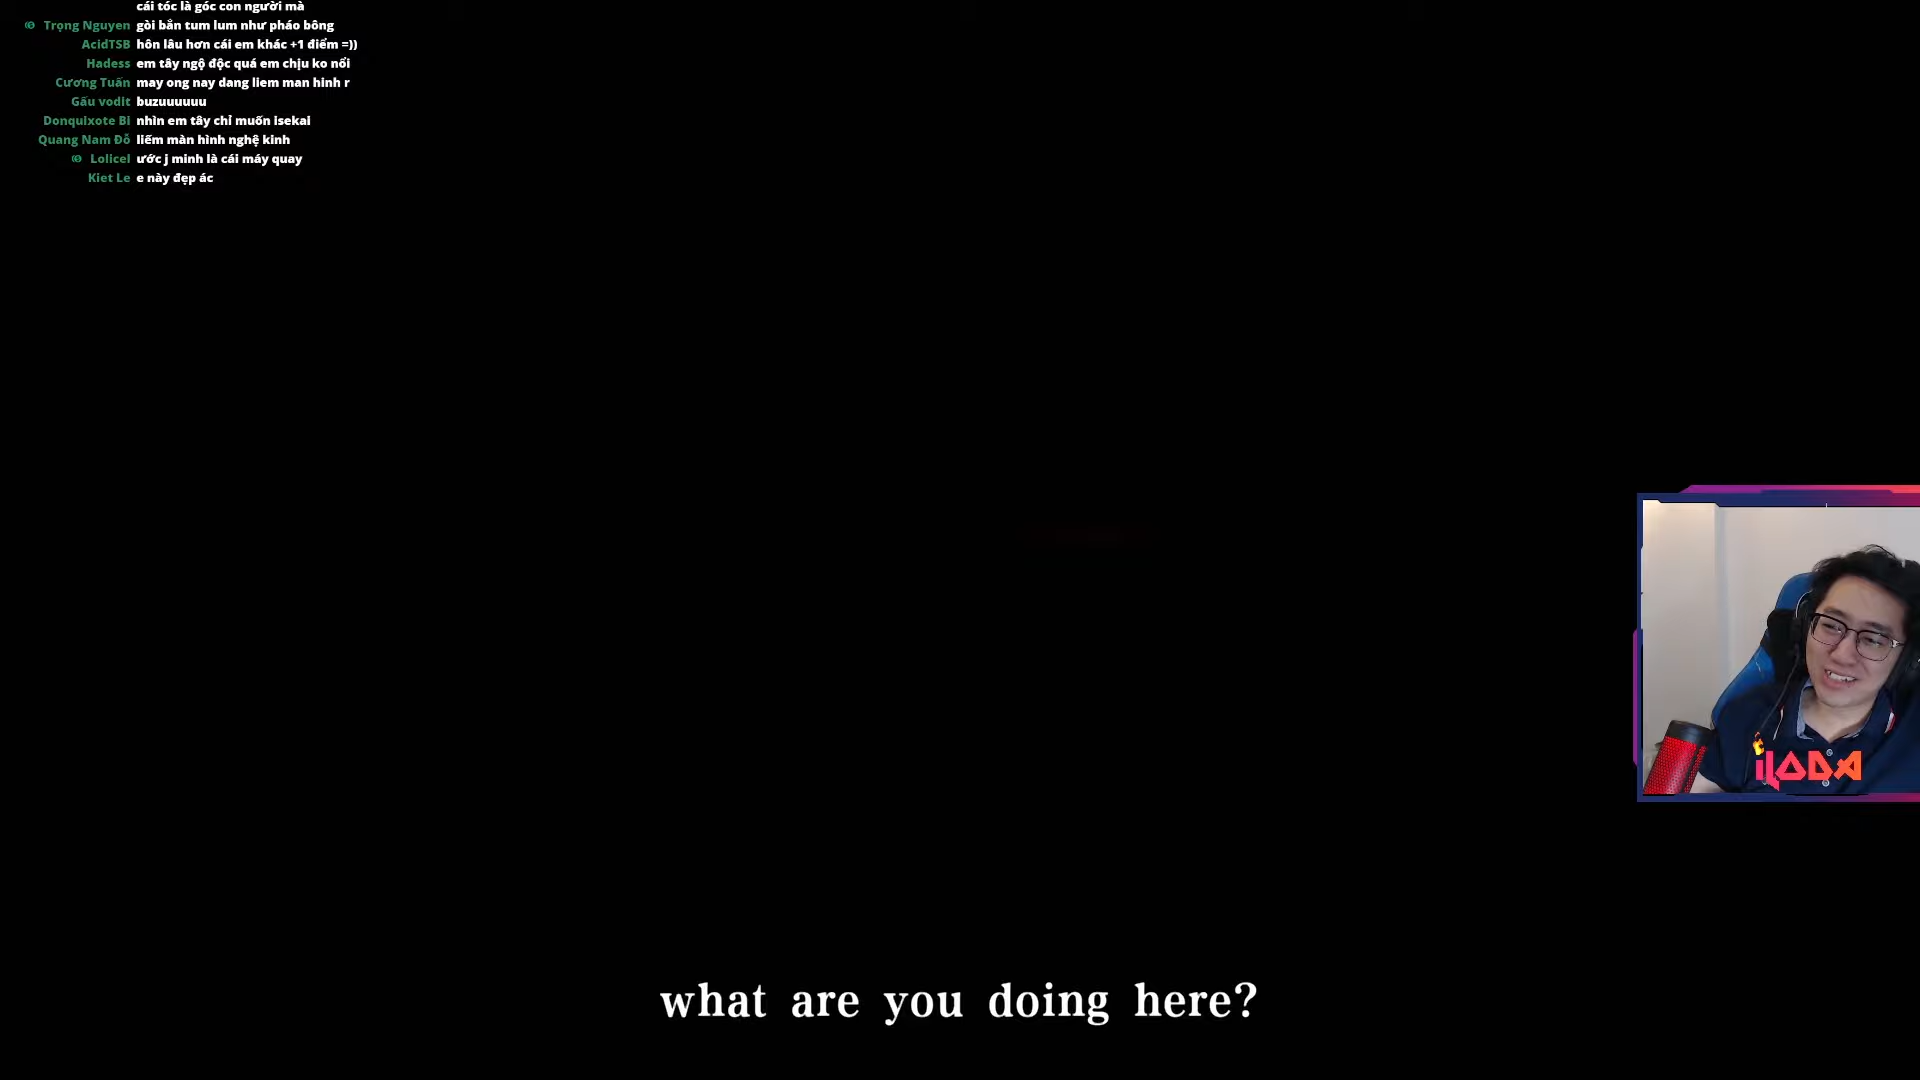 cái tóc là góc con người mà
Trọng Nguyen gòi bắn tum lum như pháo bông
AcidTSB hôn lâu hơn cái em khác +1 điểm =))
Hadess em tây ngộ độc quá em chịu ko nổi
Cương Tuấn may ong nay dang liem man hinh r
Gấu vodit buzuuuuuu
Donquixote Bi nhìn em tây chỉ muốn isekai
Quang Nam Đỗ liếm màn hình nghệ kinh
Lolicel ước j minh là cái máy quay
Kiet Le e này đẹp ác
iLODA
what are you doing here?